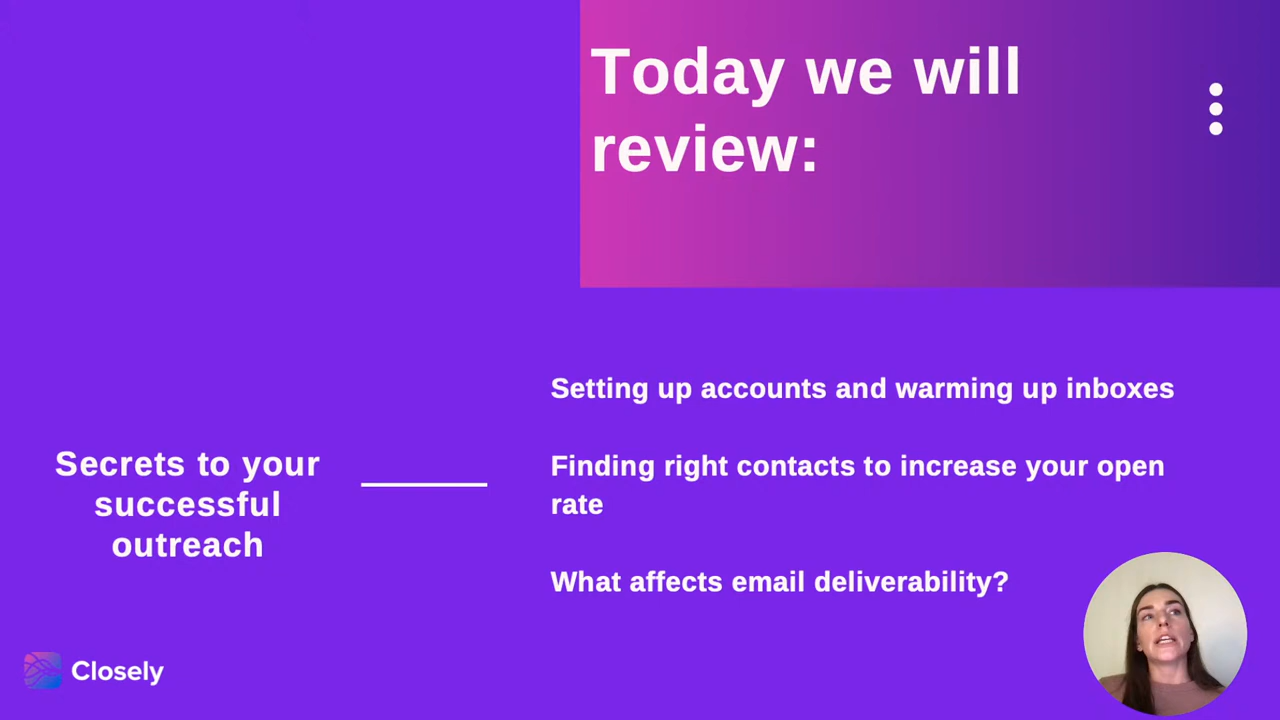 Today we will
review:
Setting up accounts and warming up inboxes
Finding right contacts to increase your open
rate
What affects email deliverability?
Secrets to your
successful
outreach
Closely